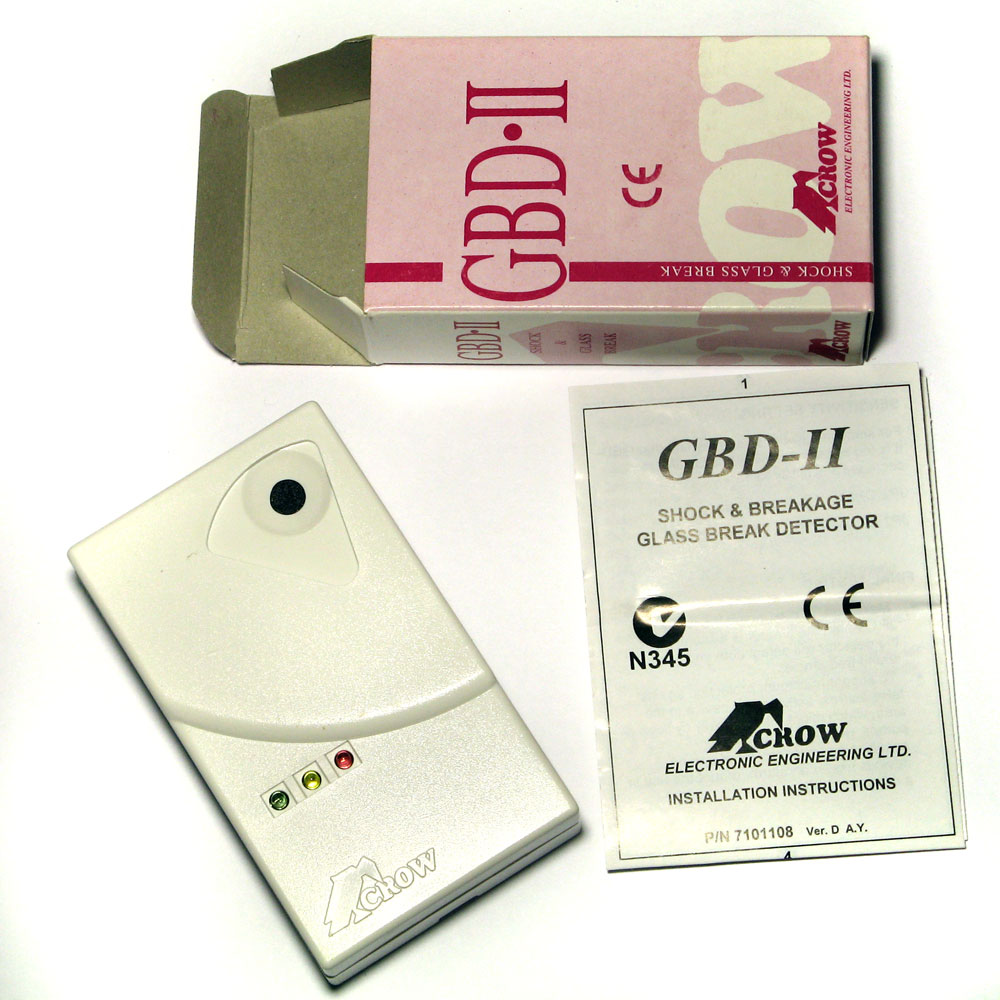 GBD•II
CE
CROW
CROW
ELECTRONIC ENGINEERING LTD.
SHOCK & GLASS BREAK
GBD•II
SHOCK
&
GLASS
BREAK
CROW
1
GBD-II
SHOCK & BREAKAGE
GLASS BREAK DETECTOR
CE
N345
CROW
ELECTRONIC ENGINEERING LTD.
INSTALLATION INSTRUCTIONS
P/N 7101108 Ver. D A.Y.
4
CROW